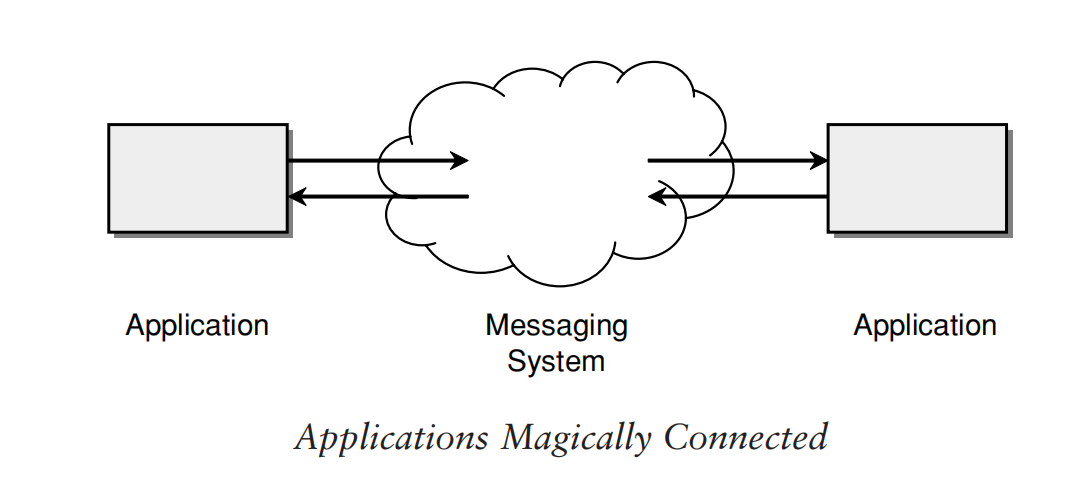 Application
Messaging
System
Application
Applications Magically Connected